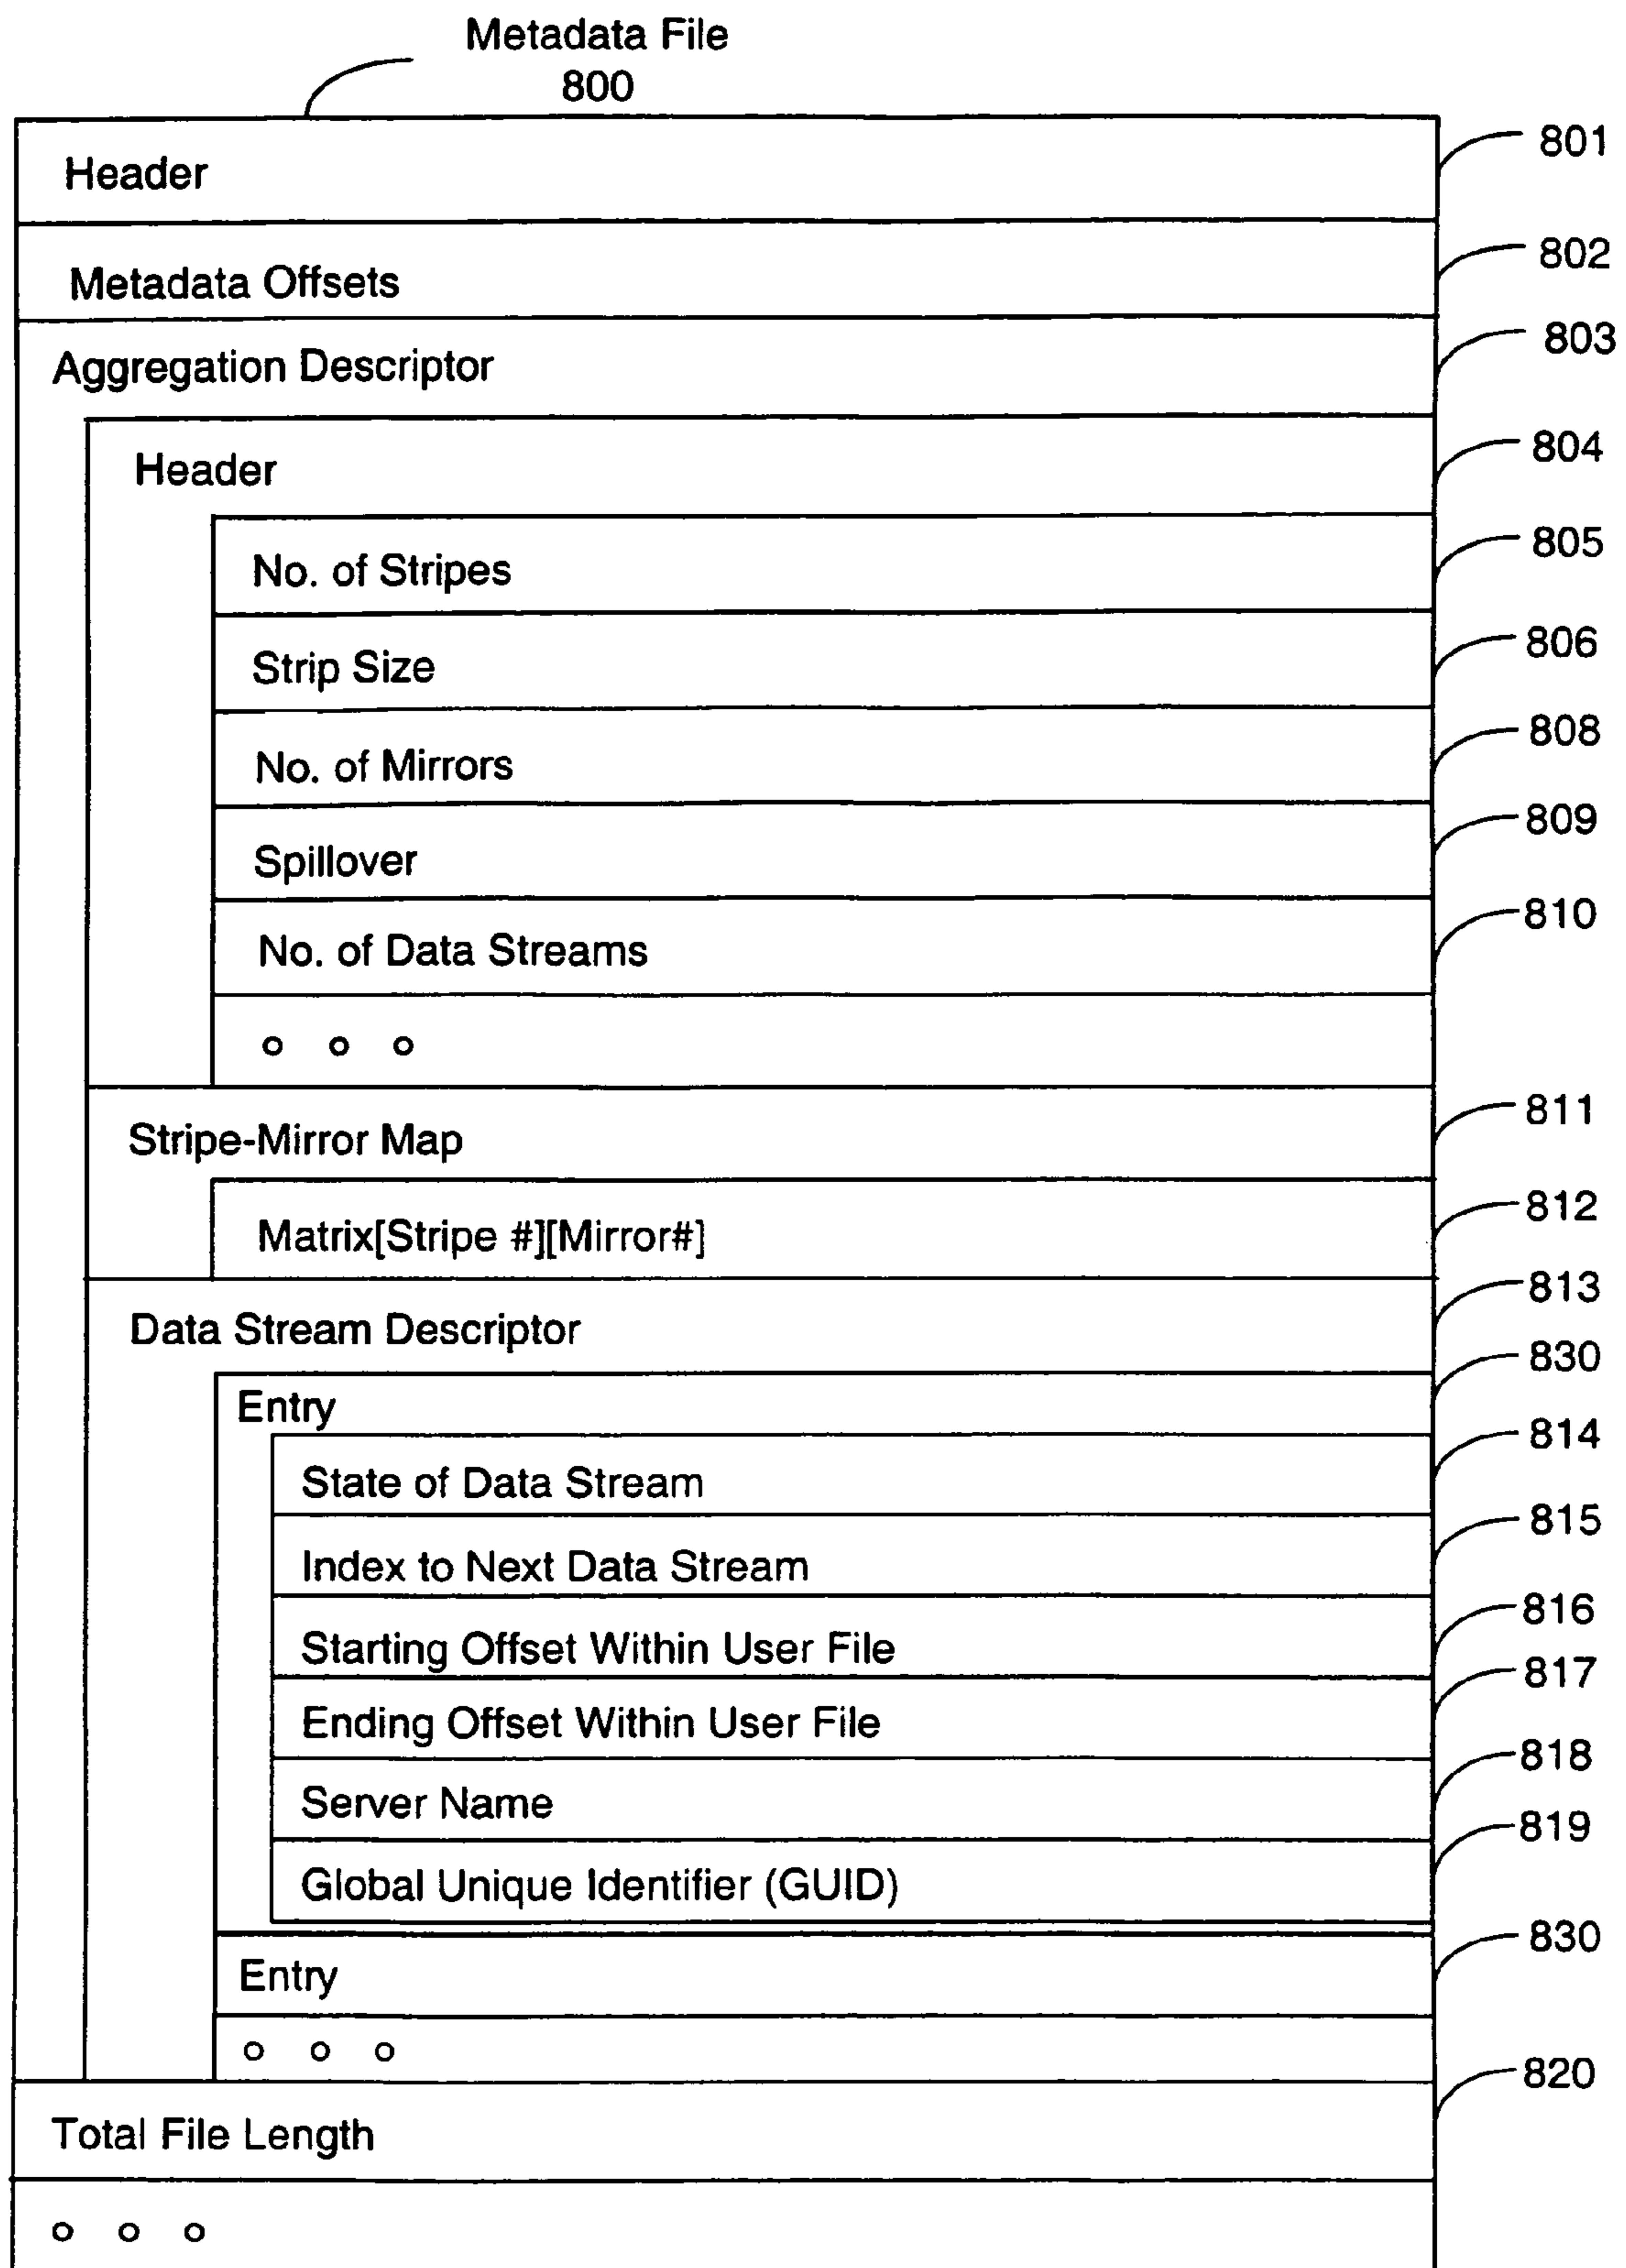 Metadata File
800
Header 801
Metadata Offsets 802
Aggregation Descriptor 803
Header 804
No. of Stripes 805
Strip Size 806
No. of Mirrors 808
Spillover 809
No. of Data Streams 810
Stripe-Mirror Map 811
Matrix[Stripe #][Mirror#] 812
Data Stream Descriptor 813
Entry 830
State of Data Stream 814
Index to Next Data Stream 815
Starting Offset Within User File 816
Ending Offset Within User File 817
Server Name 818
Global Unique Identifier (GUID) 819
Entry 830
Total File Length 820